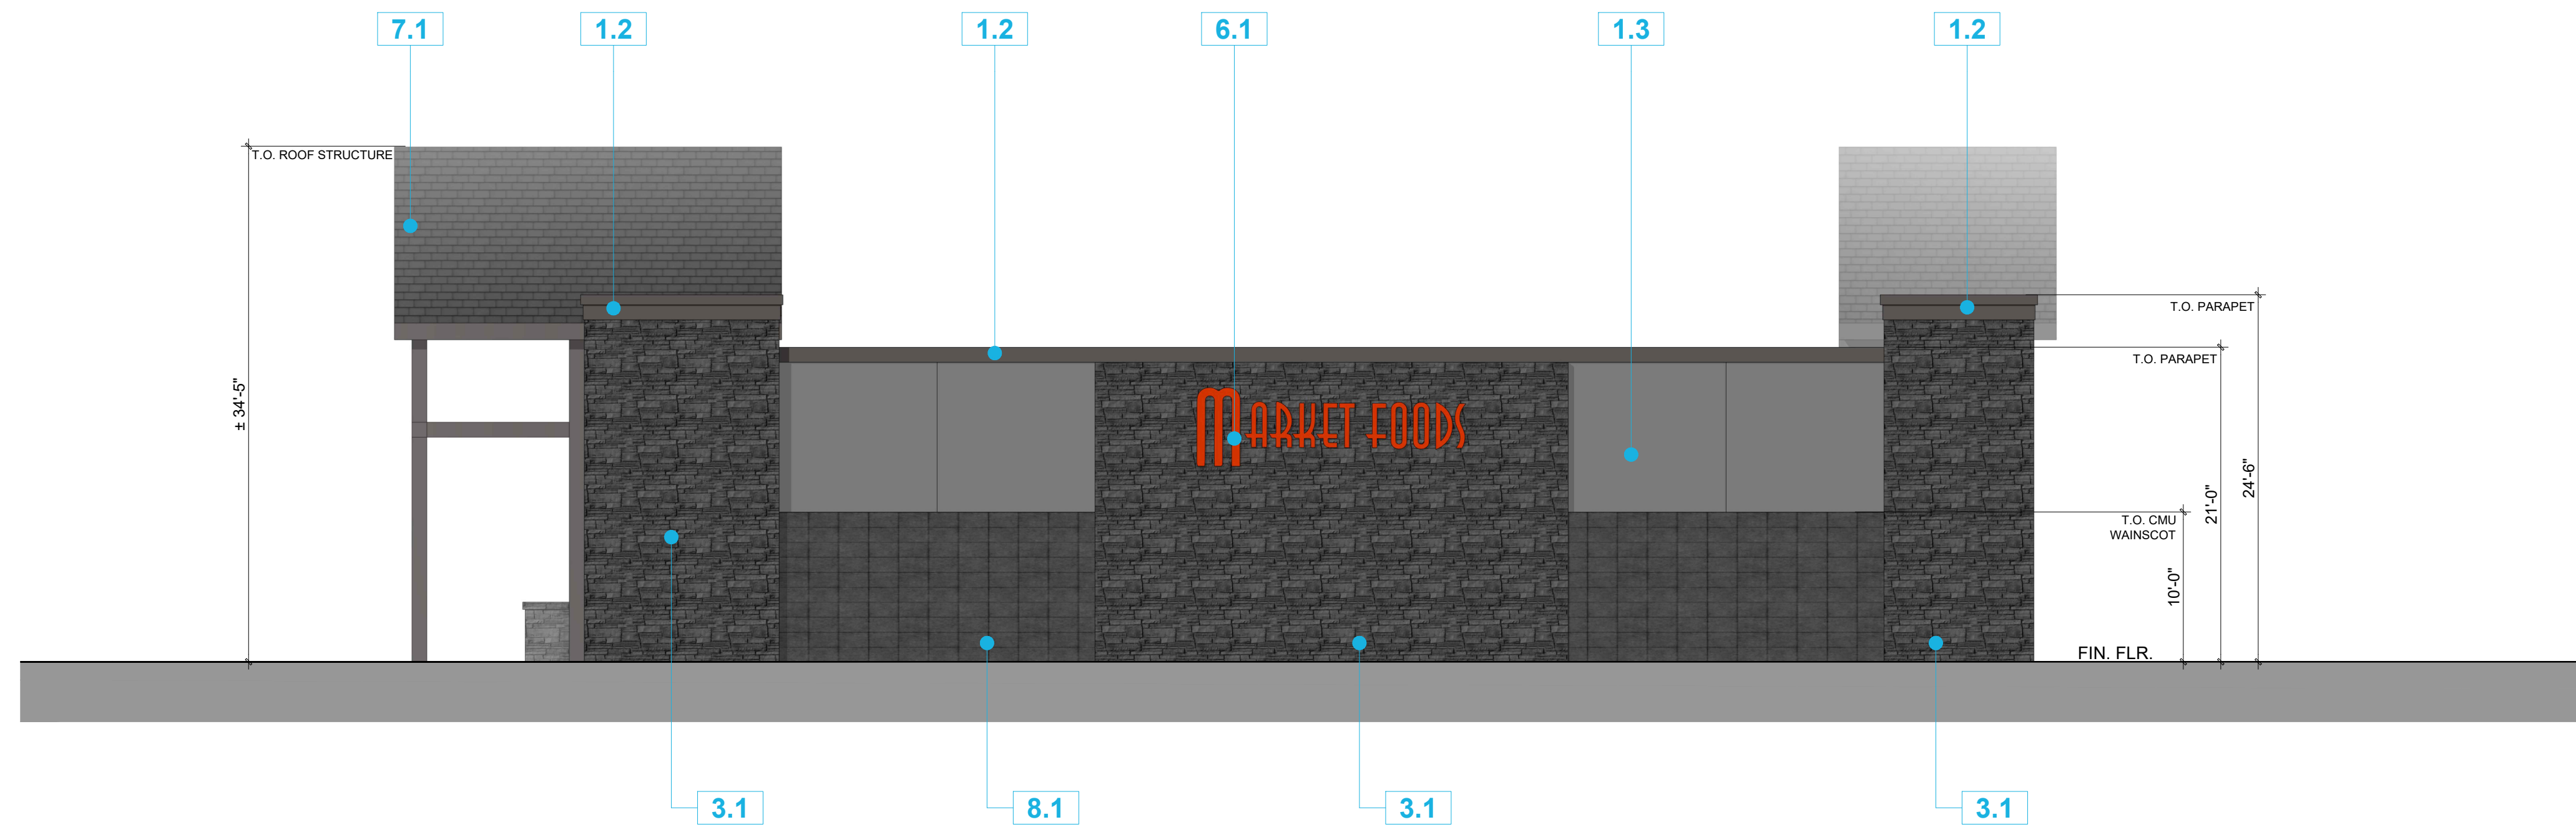 7.1
1.2
1.2
6.1
1.3
1.2
T.O. ROOF STRUCTURE
± 34'-5"
MARKET FOODS
T.O. PARAPET
24'-6"
T.O. PARAPET
21'-0"
T.O. CMU
WAINSCOT
10'-0"
FIN. FLR.
3.1
8.1
3.1
3.1